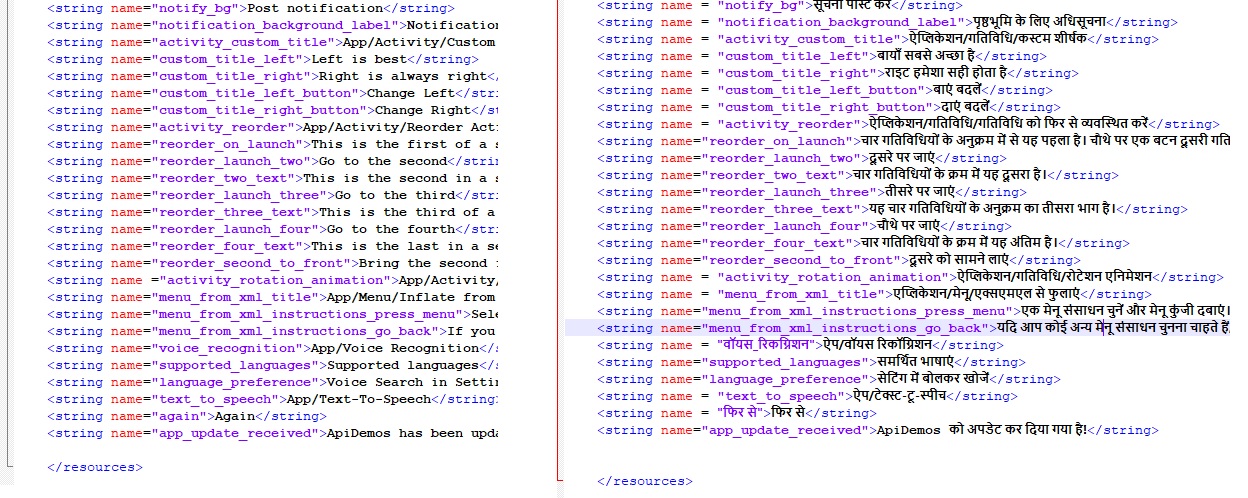 <string name="notify_bg">Post notification</string>
<string name="notification_background_label">Notification
<string name="activity_custom_title">App/Activity/Custom
<string name="custom_title_left">Left is best</string>
<string name="custom_title_right">Right is always right</
<string name="custom_title_left_button">Change Left</string>
<string name="custom_title_right_button">Change Right</st
<string name="activity_reorder">App/Activity/Reorder Act
<string name="reorder_on_launch">This is the first of a s
<string name="reorder_launch_two">Go to the second</strin
<string name="reorder_two_text">This is the second in a s
<string name="reorder_launch_three">Go to the third</stri
<string name="reorder_three_text">This is the third of a
<string name="reorder_launch_four">Go to the fourth</stri
<string name="reorder_four_text">This is the last in a se
<string name="reorder_second_to_front">Bring the second f
<string name ="activity_rotation_animation">App/Activity/
<string name="menu_from_xml_title">App/Menu/Inflate from
<string name="menu_from_xml_instructions_press_menu">Sele
<string name="menu_from_xml_instructions_go_back">If you
<string name="voice_recognition">App/Voice Recognition</s
<string name="supported_languages">Supported languages</s
<string name="language_preference">Voice Search in Settin
<string name="text_to_speech">App/Text-To-Speech</string>
<string name="again">Again</string>
<string name="app_update_received">ApiDemos has been upda
</resources>
<string name = "notify_bg">सूचना पोस्ट करें</string>
<string name = "notification_background_label">पृष्ठभूमि के लिए अधिसूचना</string>
<string name = "activity_custom_title">ऐप्लिकेशन/गतिविधि/कस्टम शीर्षक</string>
<string name = "custom_title_left">बायाँ सबसे अच्छा है</string>
<string name = "custom_title_right">राइट हमेशा सही होता है</string>
<string name = "custom_title_left_button">बाएं बदलें</string>
<string name = "custom_title_right_button">दाएं बदलें</string>
<string name = "activity_reorder">ऐप्लिकेशन/गतिविधि/गतिविधि को फिर से व्यवस्थित करें</string>
<string name="reorder_on_launch">चार गतिविधियों के अनुक्रम में से यह पहला है। चौथे पर एक बटन दूसरी गति
<string name="reorder_launch_two">दूसरे पर जाएं</string>
<string name="reorder_two_text">चार गतिविधियों के क्रम में यह दूसरा है।</string>
<string name="reorder_launch_three">तीसरे पर जाएं</string>
<string name="reorder_three_text">यह चार गतिविधियों के अनुक्रम का तीसरा भाग है।</string>
<string name="reorder_launch_four">चौथे पर जाएं</string>
<string name="reorder_four_text">चार गतिविधियों के क्रम में यह अंतिम है।</string>
<string name="reorder_second_to_front">दूसरे को सामने लाएं</string>
<string name = "activity_rotation_animation">ऐप्लिकेशन/गतिविधि/रोटेशन एनिमेशन</string>
<string name = "menu_from_xml_title">एप्लिकेशन/मेनू/एक्सएमएल से फुलाएं</string>
<string name="menu_from_xml_instructions_press_menu">एक मेनू संसाधन चुनें और मेनू कुंजी दबाएं।
<string name="menu_from_xml_instructions_go_back">यदि आप कोई अन्य मेनू संसाधन चुनना चाहते हैं,
<string name = "वॉयस_रिकग्निशन">ऐप/वॉयस रिकॉग्निशन</string>
<string name="supported_languages">समर्थित भाषाएं</string>
<string name="language_preference">सेटिंग में बोलकर खोजें</string>
<string name = "text_to_speech">ऐप/टेक्स्ट-टू-स्पीच</string>
<string name = "फिर से">फिर से</string>
<string name="app_update_received">ApiDemos को अपडेट कर दिया गया है!</string>
</resources>